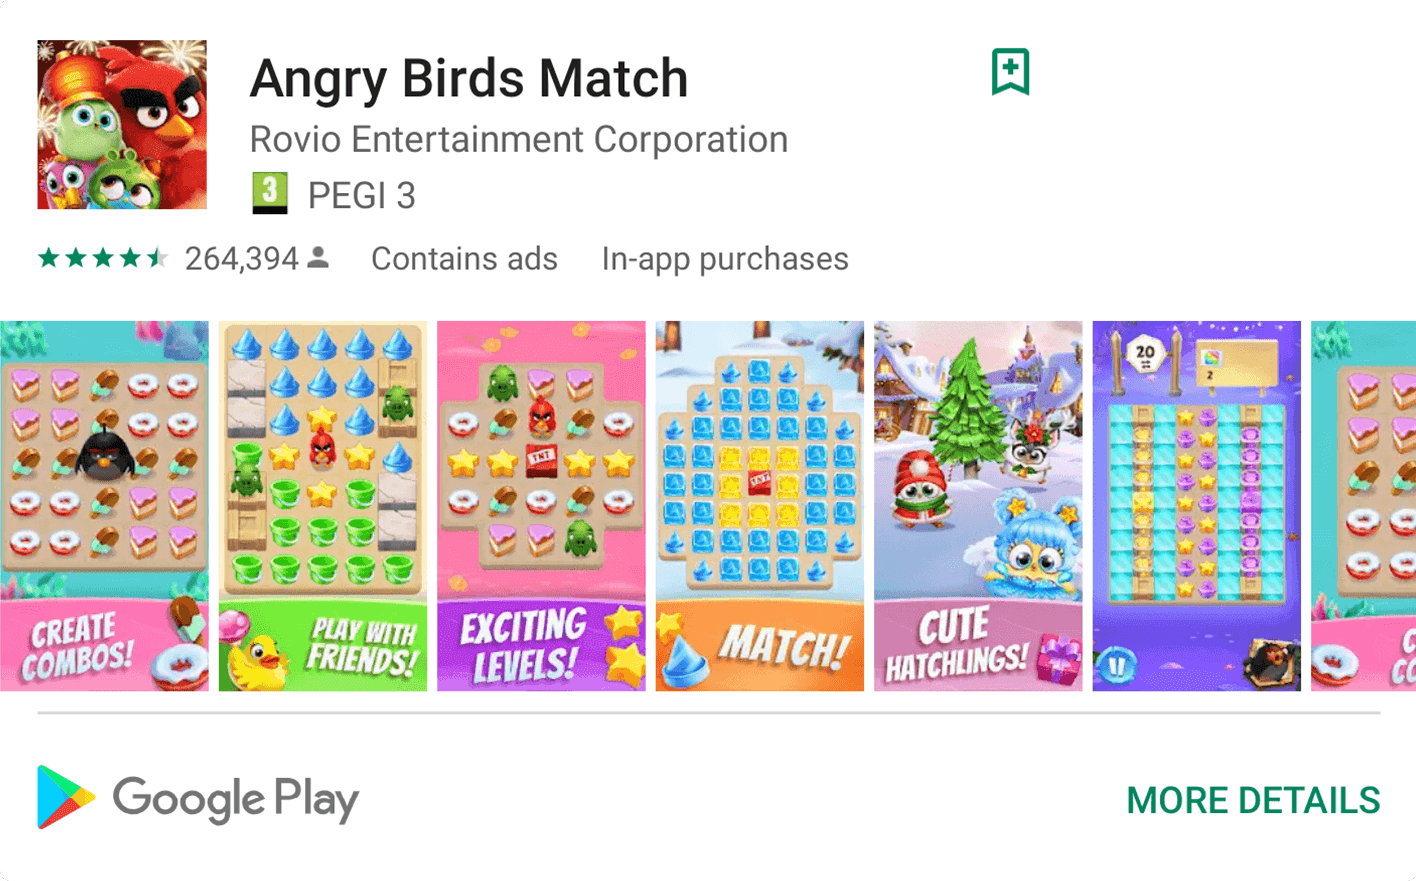 Angry Birds Match
Rovio Entertainment Corporation
3 PEGI 3
264,394 Contains ads In-app purchases
CREATE
COMBOS!
PLAY WITH
FRIENDS!
TNT
EXCITING
LEVELS!
TNT
MATCH!
CUTE
HATCHLINGS!
20
2
Google Play
MORE DETAILS